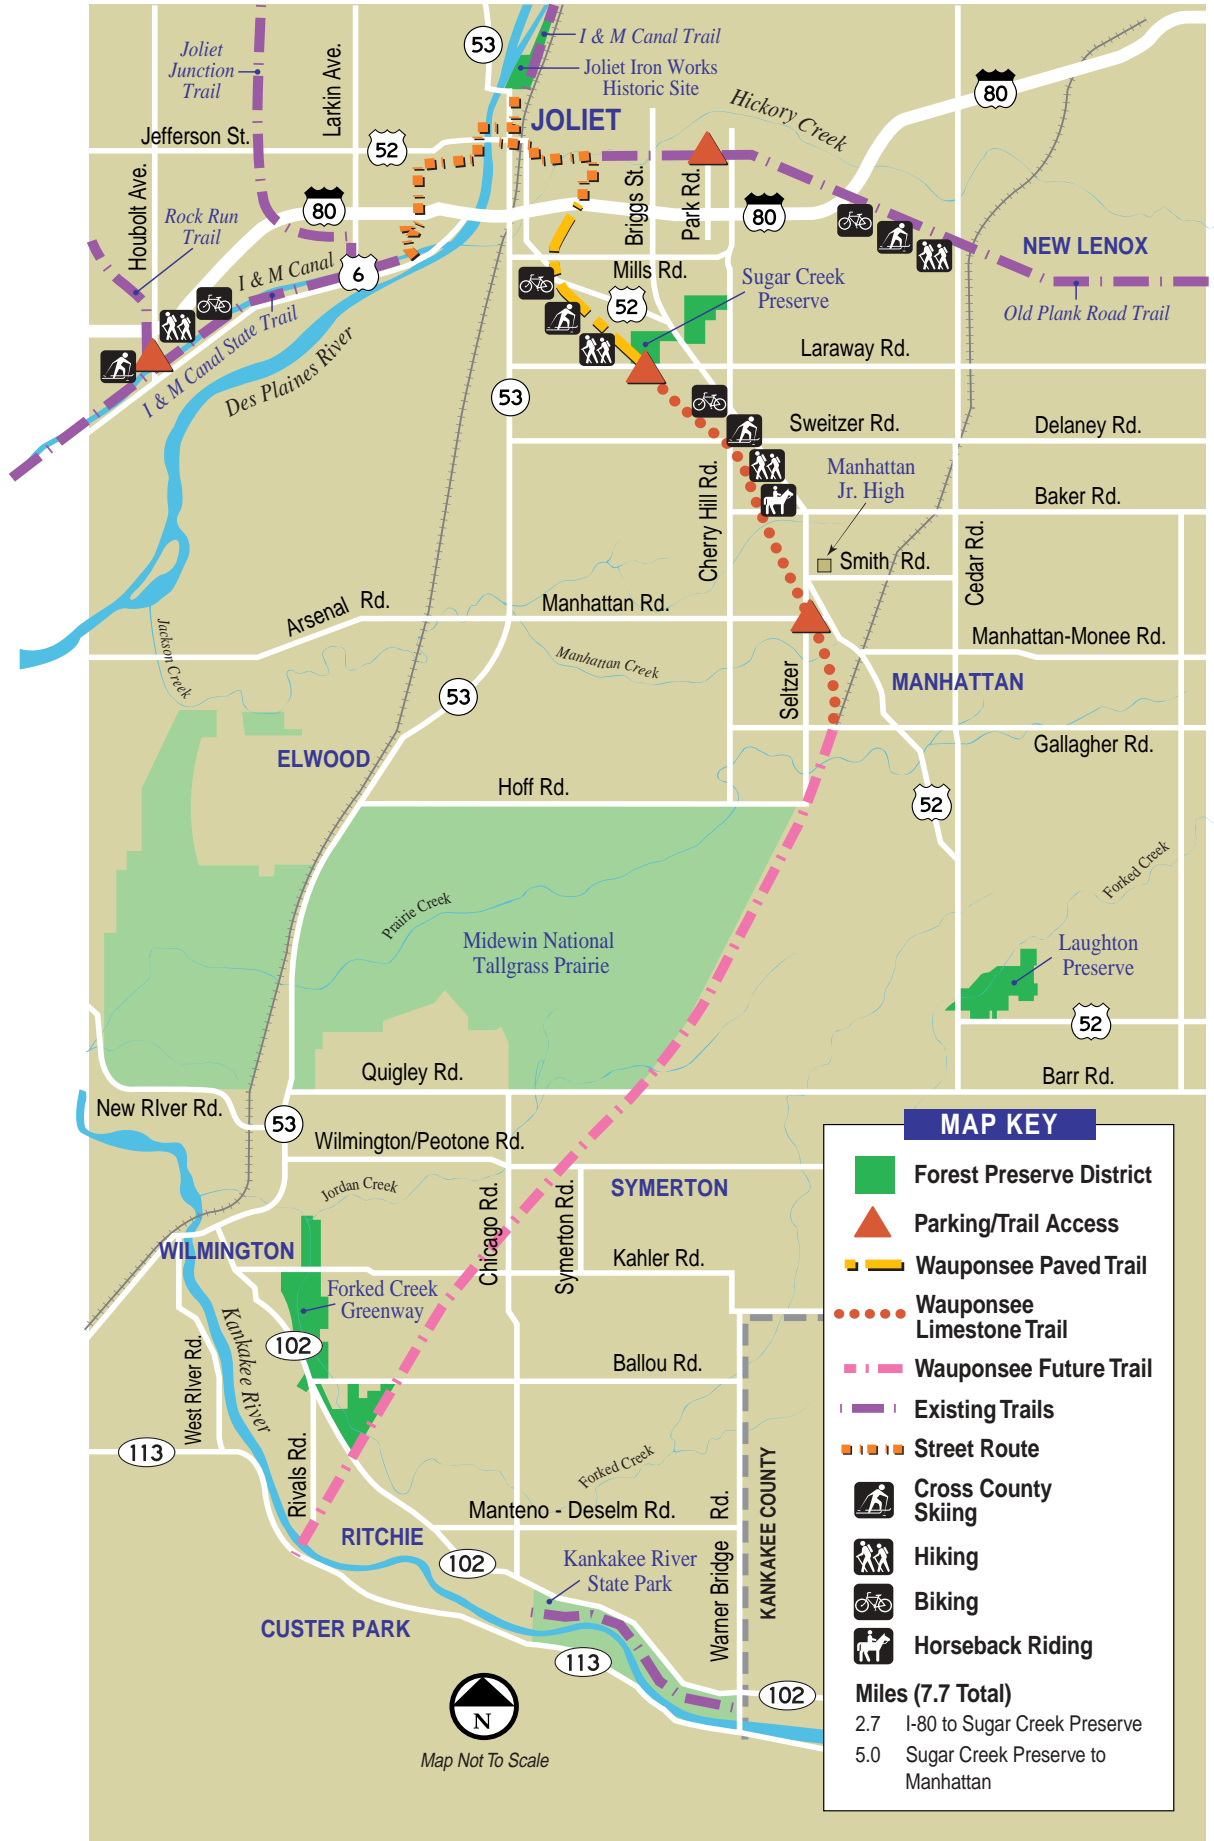 53
I & M Canal Trail
Joliet Iron Works
Historic Site
Joliet
Junction
Trail
Larkin Ave.
JOLIET
Hickory Creek
80
Jefferson St.
52
Houbolt Ave.
Rock Run
Trail
80
Briggs St.
Park Rd.
80
NEW LENOX
I & M Canal
6
Mills Rd.
52
Sugar Creek
Preserve
Old Plank Road Trail
I & M Canal State Trail
Des Plaines River
Laraway Rd.
53
Sweitzer Rd.
Delaney Rd.
Manhattan
Jr. High
Baker Rd.
Cherry Hill Rd.
Smith Rd.
Cedar Rd.
Arsenal Rd.
Manhattan Rd.
Manhattan-Monee Rd.
Jackson Creek
Manhattan Creek
53
Seltzer
MANHATTAN
ELWOOD
Gallagher Rd.
Hoff Rd.
52
Forked Creek
Prairie Creek
Midewin National
Tallgrass Prairie
Laughton
Preserve
52
Quigley Rd.
Barr Rd.
New RIver Rd.
53
Wilmington/Peotone Rd.
Jordan Creek
SYMERTON
Chicago Rd.
Symerton Rd.
WILMINGTON
Kahler Rd.
Forked Creek
Greenway
Kankakee River
102
West RIver Rd.
Ballou Rd.
113
Rivals Rd.
Forked Creek
KANKAKEE COUNTY
Manteno - Deselm Rd.
RITCHIE
102
Kankakee River
State Park
Warner Bridge Rd.
CUSTER PARK
113
102
N
Map Not To Scale
MAP KEY
Forest Preserve District
Parking/Trail Access
Wauponsee Paved Trail
Wauponsee
Limestone Trail
Wauponsee Future Trail
Existing Trails
Street Route
Cross County
Skiing
Hiking
Biking
Horseback Riding
Miles (7.7 Total)
2.7 I-80 to Sugar Creek Preserve
5.0 Sugar Creek Preserve to
Manhattan